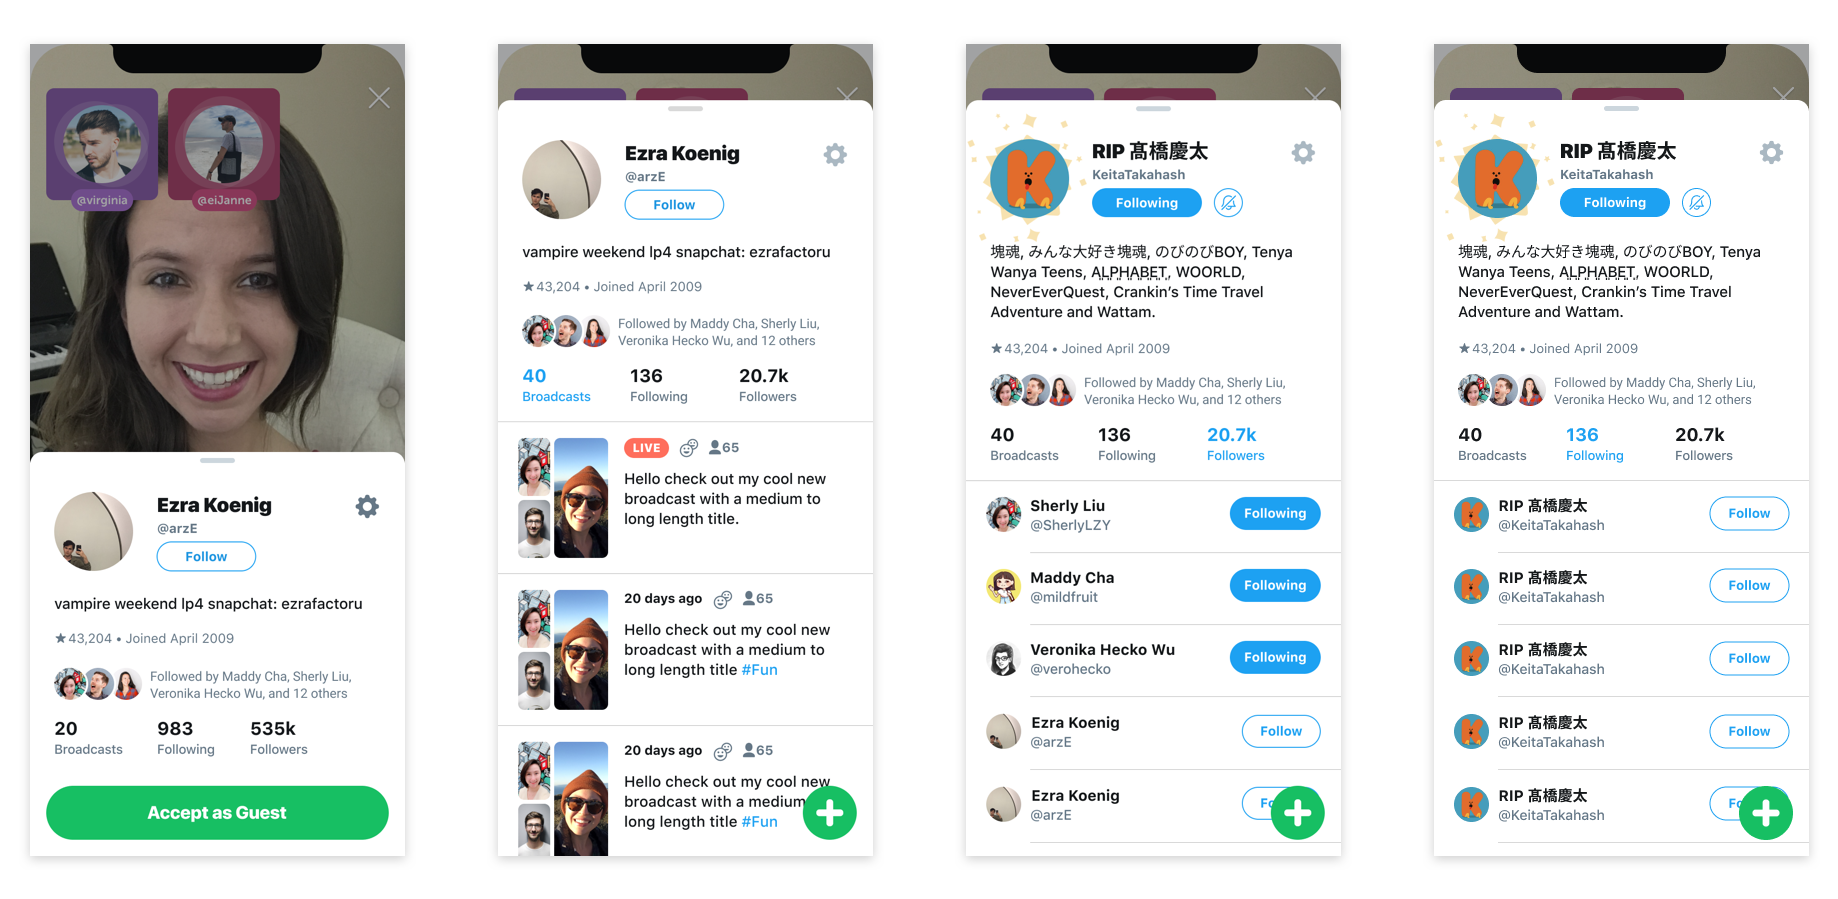 @virginia
@eiJanne
Ezra Koenig
@arzE
Follow
vampire weekend lp4 snapchat: ezrafactoru
★43,204 • Joined April 2009
Followed by Maddy Cha, Sherly Liu,
Veronika Hecko Wu, and 12 others
20
Broadcasts
983
Following
535k
Followers
Accept as Guest
Ezra Koenig
@arzE
Follow
vampire weekend lp4 snapchat: ezrafactoru
★43,204 • Joined April 2009
Followed by Maddy Cha, Sherly Liu,
Veronika Hecko Wu, and 12 others
40
Broadcasts
136
Following
20.7k
Followers
LIVE 65
Hello check out my cool new
broadcast with a medium to
long length title.
20 days ago 65
Hello check out my cool new
broadcast with a medium to
long length title #Fun
20 days ago 65
Hello check out my cool new
broadcast with a medium
long length title #Fun
RIP 髙橋慶太
KeitaTakahash
Following
塊魂, みんな大好き塊魂, のびのびBOY, Tenya
Wanya Teens, ALPHABET, WOORLD,
NeverEverQuest, Crankin’s Time Travel
Adventure and Wattam.
★43,204 • Joined April 2009
Followed by Maddy Cha, Sherly Liu,
Veronika Hecko Wu, and 12 others
40
Broadcasts
136
Following
20.7k
Followers
Sherly Liu
@SherlyLZY
Following
Maddy Cha
@mildfruit
Following
Veronika Hecko Wu
@verohecko
Following
Ezra Koenig
@arzE
Follow
Ezra Koenig
@arzE
RIP 髙橋慶太
KeitaTakahash
Following
塊魂, みんな大好き塊魂, のびのびBOY, Tenya
Wanya Teens, ALPHABET, WOORLD,
NeverEverQuest, Crankin’s Time Travel
Adventure and Wattam.
★43,204 • Joined April 2009
Followed by Maddy Cha, Sherly Liu,
Veronika Hecko Wu, and 12 others
40
Broadcasts
136
Following
20.7k
Followers
RIP 髙橋慶太
@KeitaTakahash
Follow
RIP 髙橋慶太
@KeitaTakahash
Follow
RIP 髙橋慶太
@KeitaTakahash
Follow
RIP 髙橋慶太
@KeitaTakahash
Follow
RIP 髙橋慶太
@KeitaTakahash